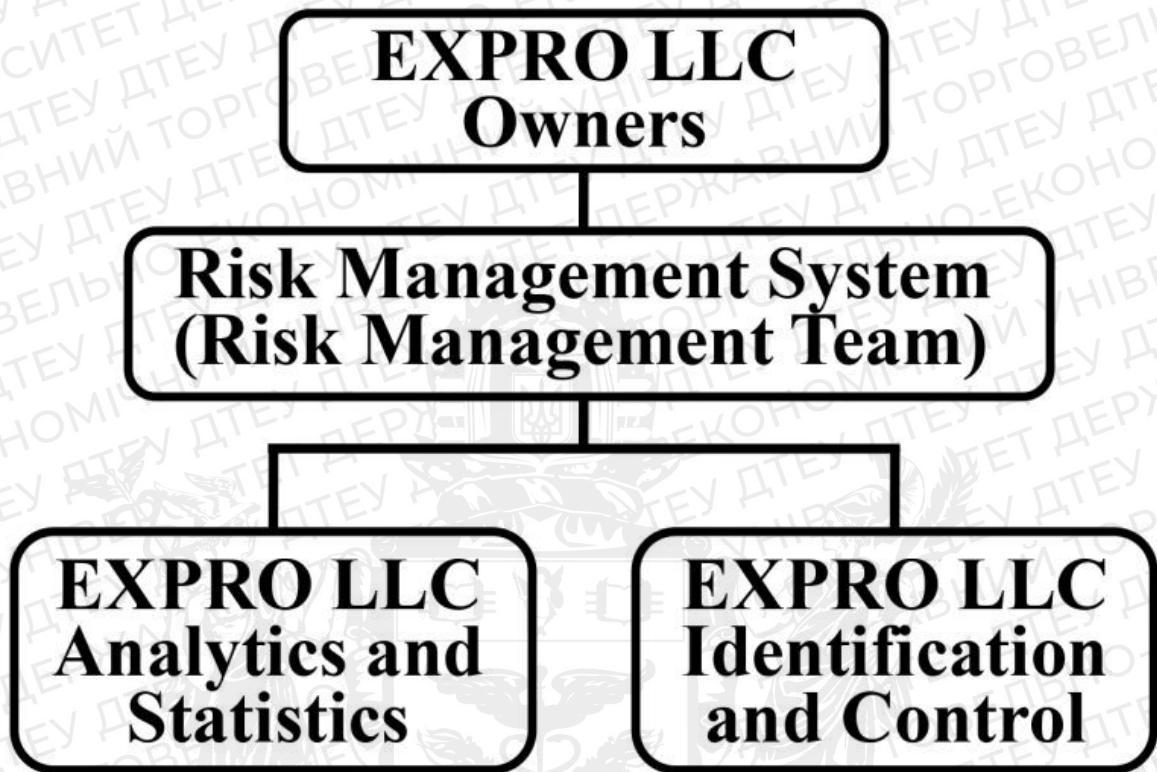 EXPRO LLC
Owners
Risk Management System
(Risk Management Team)
EXPRO LLC
Analytics and
Statistics
EXPRO LLC
Identification
and Control